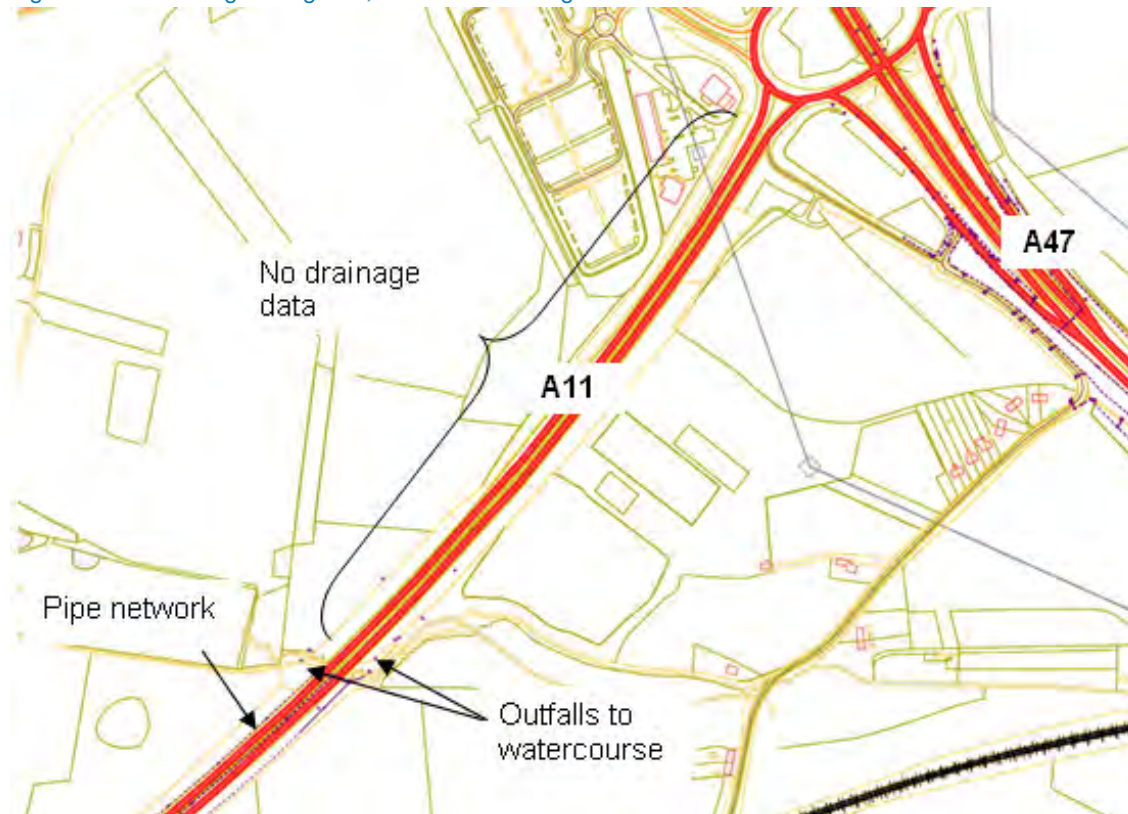 A47
No drainage
data
A11
Pipe network
Outfalls to
watercourse